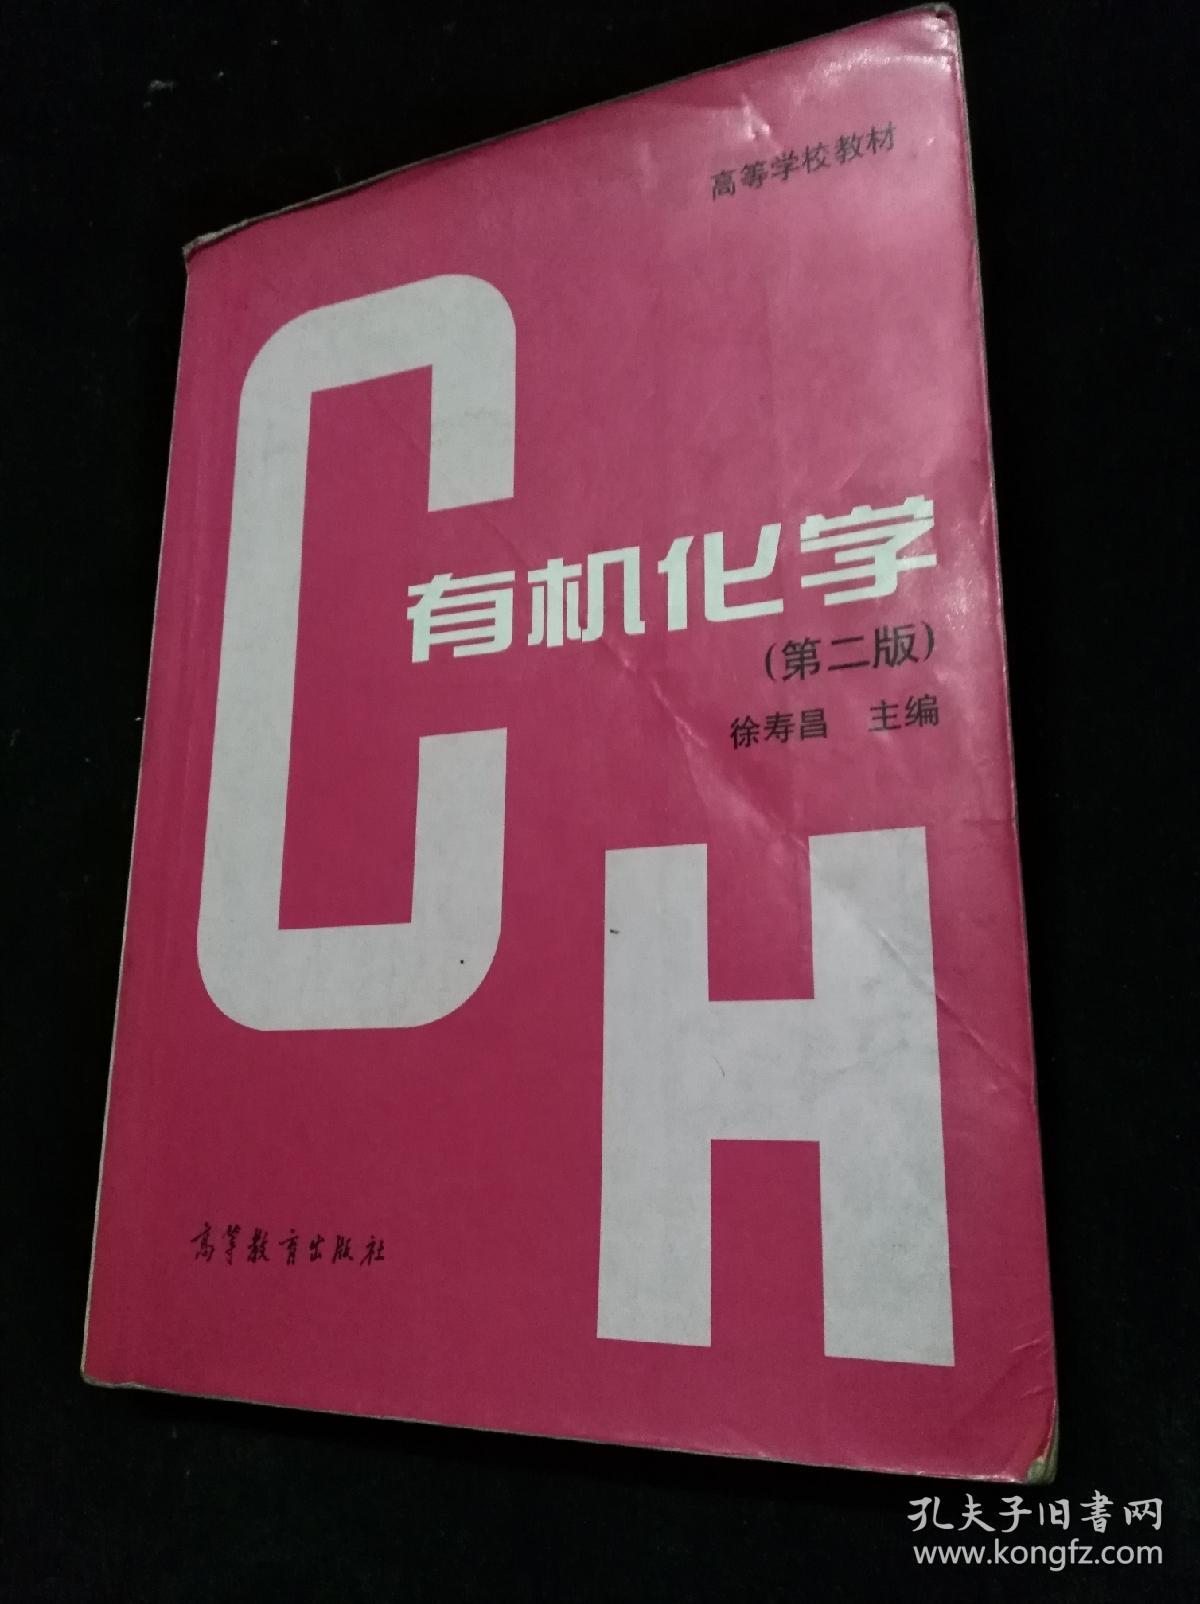 高等学校教材
C
有机化学
(第二版)
徐寿昌 主编
H
高等教育出版社
孔夫子旧书网
www.kongfz.com